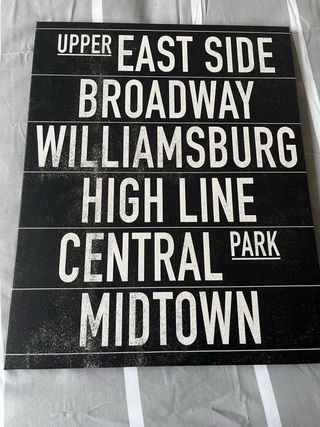 UPPER EAST SIDE
BROADWAY
WILLIAMSBURG
HIGH LINE
CENTRAL PARK
MIDTOWN